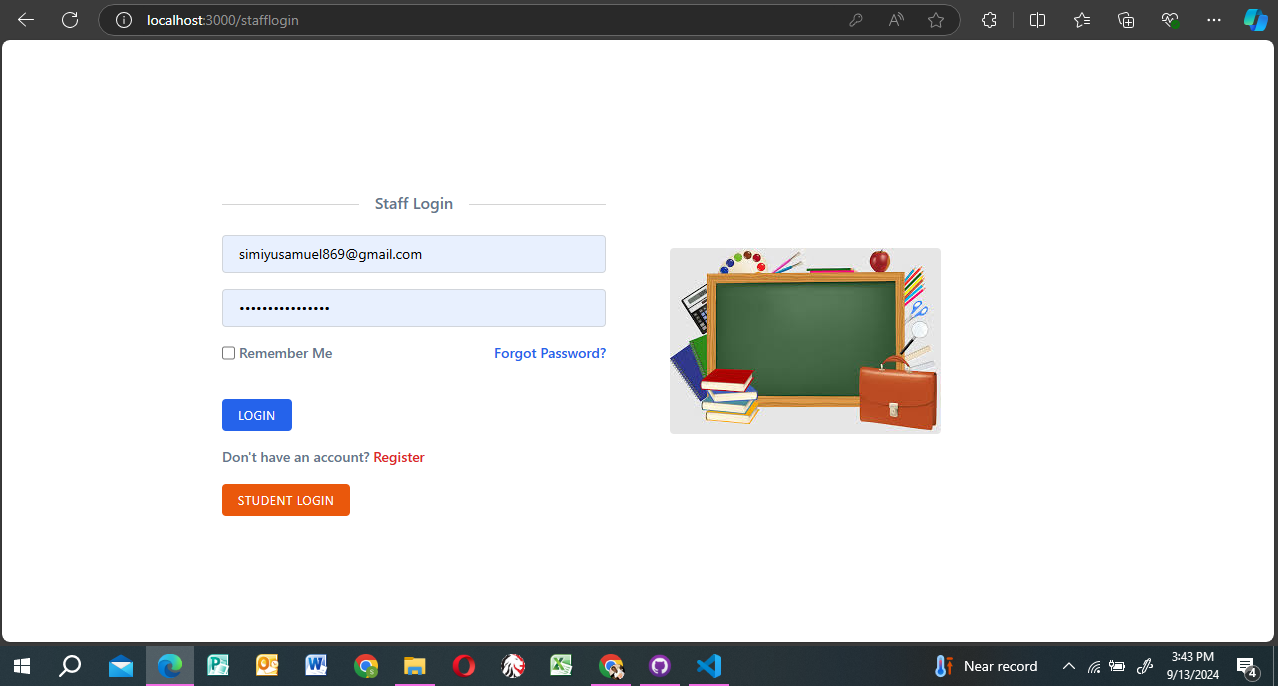 localhost:3000/stafflogin
Staff Login
simiyusamuel869@gmail.com
••••••••••••••••
Remember Me
Forgot Password?
LOGIN
Don't have an account? Register
STUDENT LOGIN
Near record
3:43 PM
9/13/2024
4